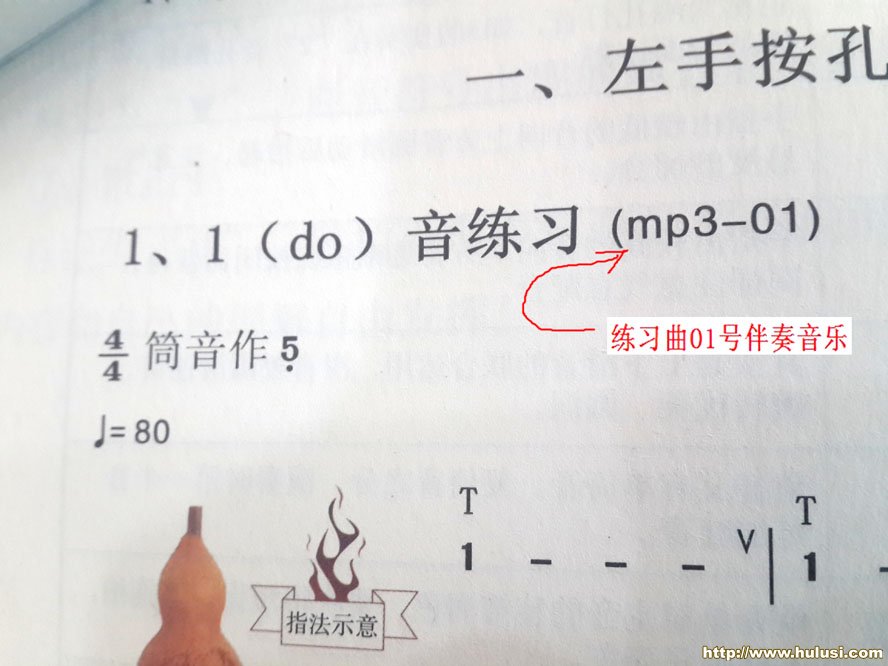 一、左手按孔
1、1（do）音练习 (mp3-01)
练习曲01号伴奏音乐
4/4 筒音作5̣
♩= 80
T T
1 - - - V | 1 -
指法示意
http://www.hulusi.com